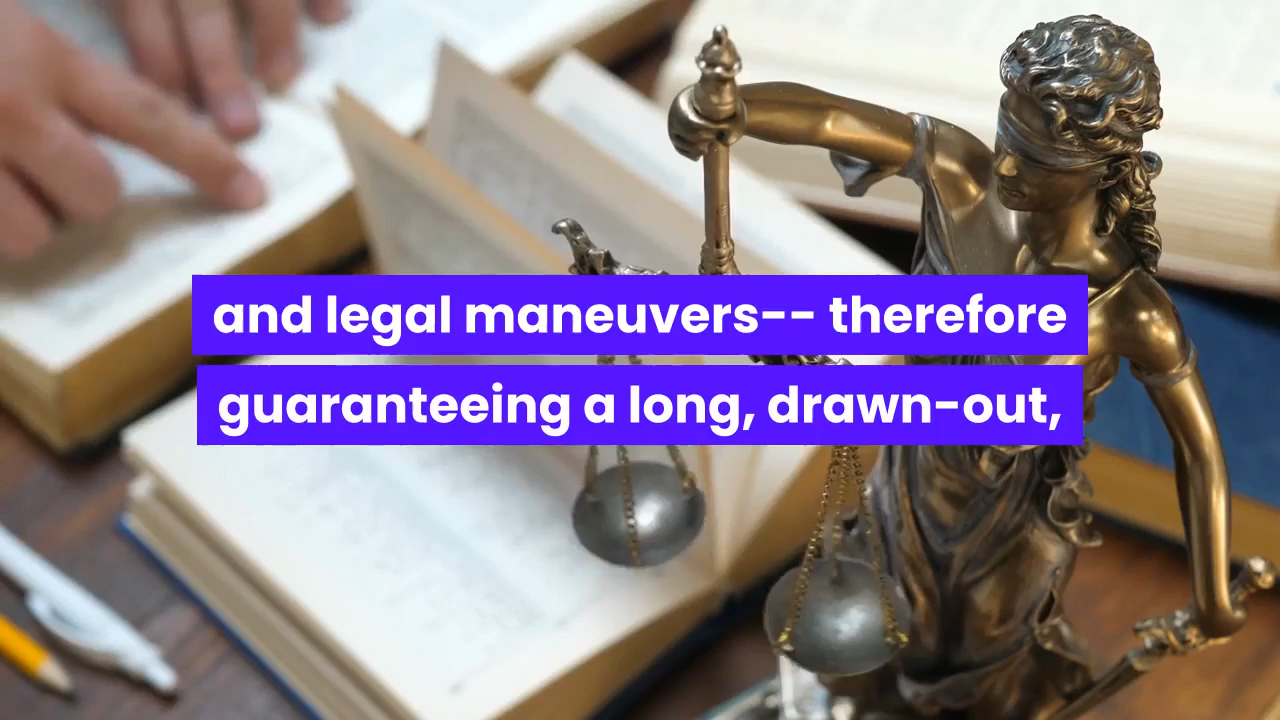 and legal maneuvers-- therefore
guaranteeing a long, drawn-out,